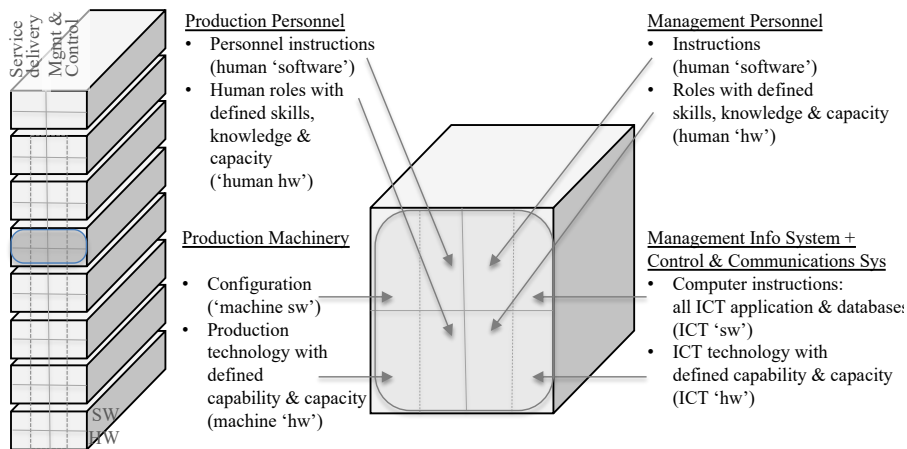 Service
delivery
Mgmt &
Control
SW
HW
Production Personnel
• Personnel instructions
(human ‘software’)
• Human roles with
defined skills,
knowledge &
capacity
(‘human hw’)
Management Personnel
• Instructions
(human ‘software’)
• Roles with defined
skills, knowledge & capacity
(human ‘hw’)
Production Machinery
• Configuration
(‘machine sw’)
• Production
technology with
defined
capability & capacity
(machine ‘hw’)
Management Info System +
Control & Communications Sys
• Computer instructions:
all ICT application & databases
(ICT ‘sw’)
• ICT technology with
defined capability & capacity
(ICT ‘hw’)